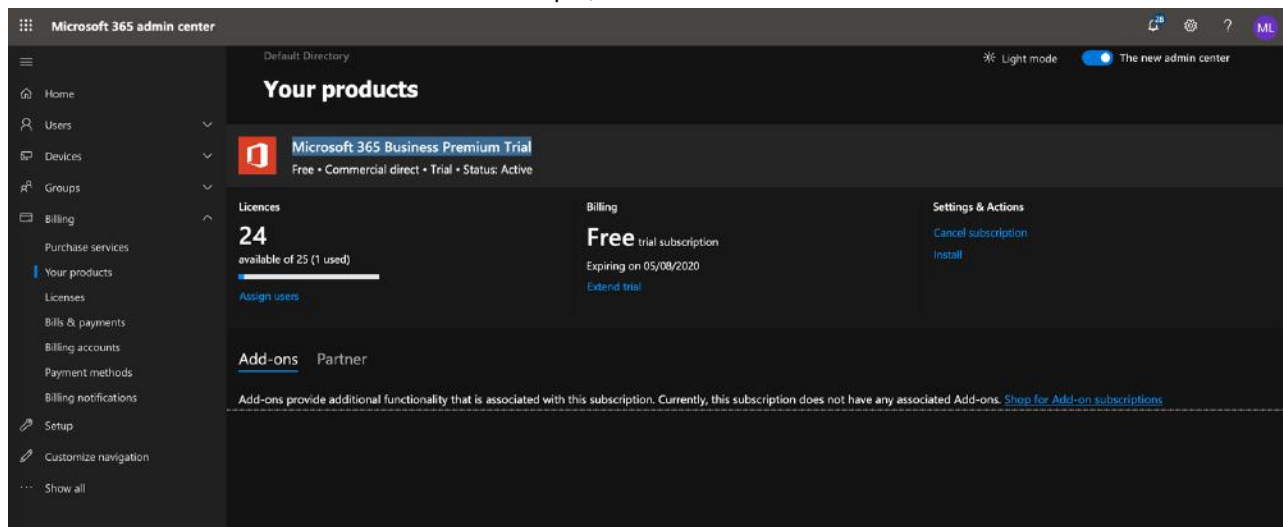 Microsoft 365 admin center
28
?
ML
Default Directory
Light mode
The new admin center
Home
Your products
Users
Devices
Microsoft 365 Business Premium Trial
Free • Commercial direct • Trial • Status: Active
Groups
Billing
Licences
Billing
Settings & Actions
24
Free trial subscription
Cancel subscription
Purchase services
available of 25 (1 used)
Expiring on 05/08/2020
Install
Your products
Extend trial
Assign users
Licenses
Bills & payments
Billing accounts
Add-ons
Partner
Payment methods
Billing notifications
Add-ons provide additional functionality that is associated with this subscription. Currently, this subscription does not have any associated Add-ons. Shop for Add-on subscriptions
Setup
Customize navigation
Show all